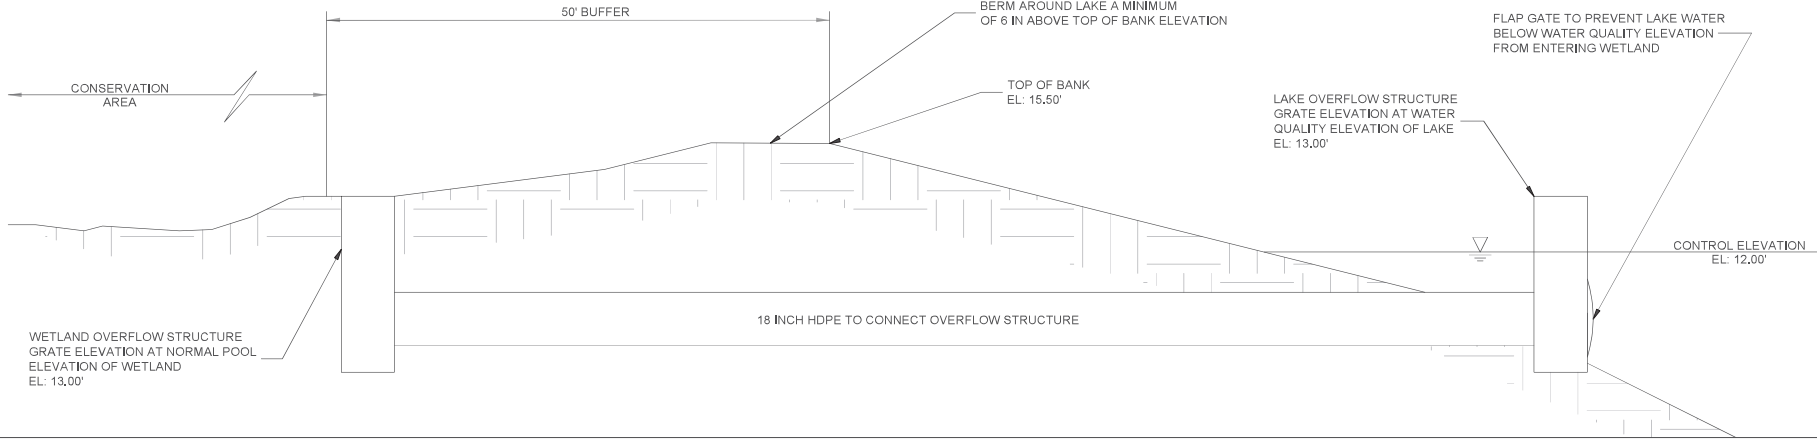 50' BUFFER
BERM AROUND LAKE A MINIMUM
OF 6 IN ABOVE TOP OF BANK ELEVATION
FLAP GATE TO PREVENT LAKE WATER
BELOW WATER QUALITY ELEVATION
FROM ENTERING WETLAND
CONSERVATION
AREA
TOP OF BANK
EL: 15.50'
LAKE OVERFLOW STRUCTURE
GRATE ELEVATION AT WATER
QUALITY ELEVATION OF LAKE
EL: 13.00'
CONTROL ELEVATION
EL: 12.00'
18 INCH HDPE TO CONNECT OVERFLOW STRUCTURE
WETLAND OVERFLOW STRUCTURE
GRATE ELEVATION AT NORMAL POOL
ELEVATION OF WETLAND
EL: 13.00'